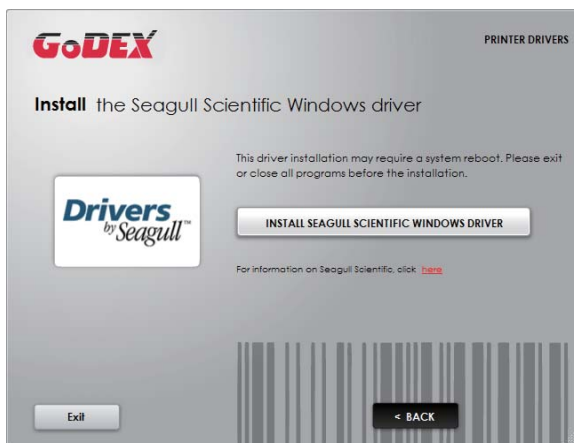 GoDEX
PRINTER DRIVERS
Install the Seagull Scientific Windows driver
This driver installation may require a system reboot. Please exit
or close all programs before the installation.
Drivers
by Seagull™
INSTALL SEAGULL SCIENTIFIC WINDOWS DRIVER
For information on Seagull Scientific, click here
Exit
< BACK